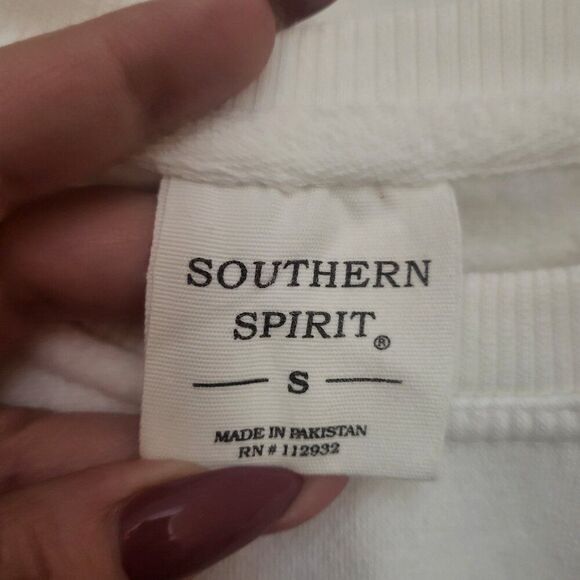 SOUTHERN
SPIRIT®
S
MADE IN PAKISTAN
RN # 112932